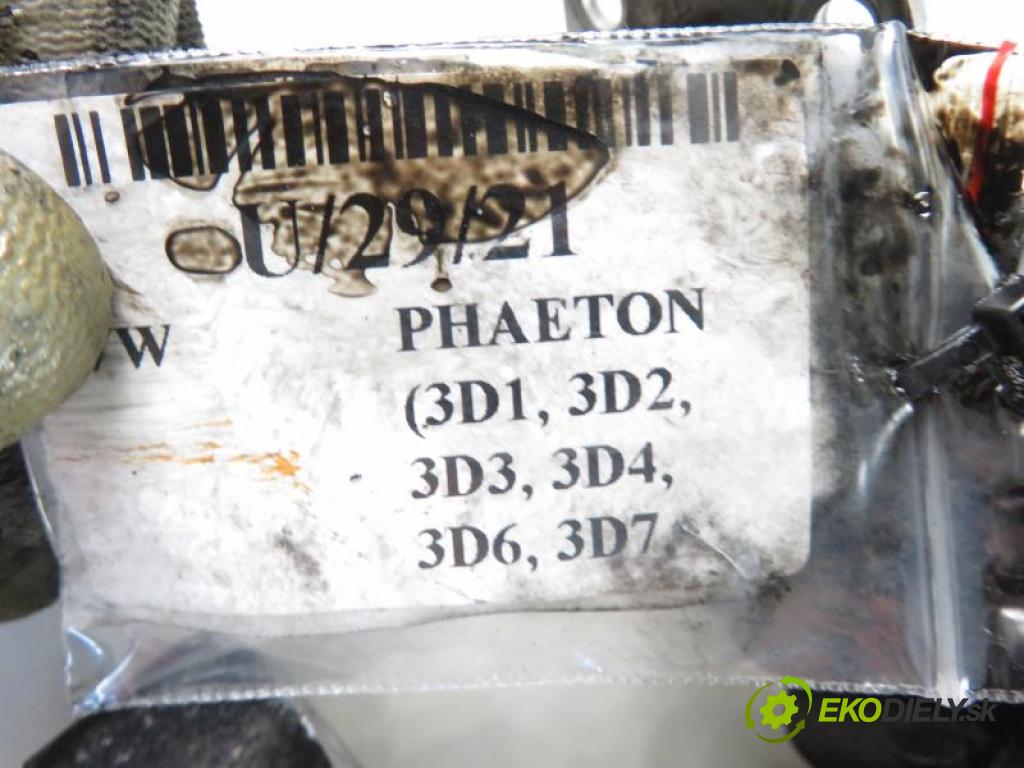 U/29/21
PHAETON
(3D1, 3D2,
3D3, 3D4,
3D6, 3D7
EKODIELY.sk